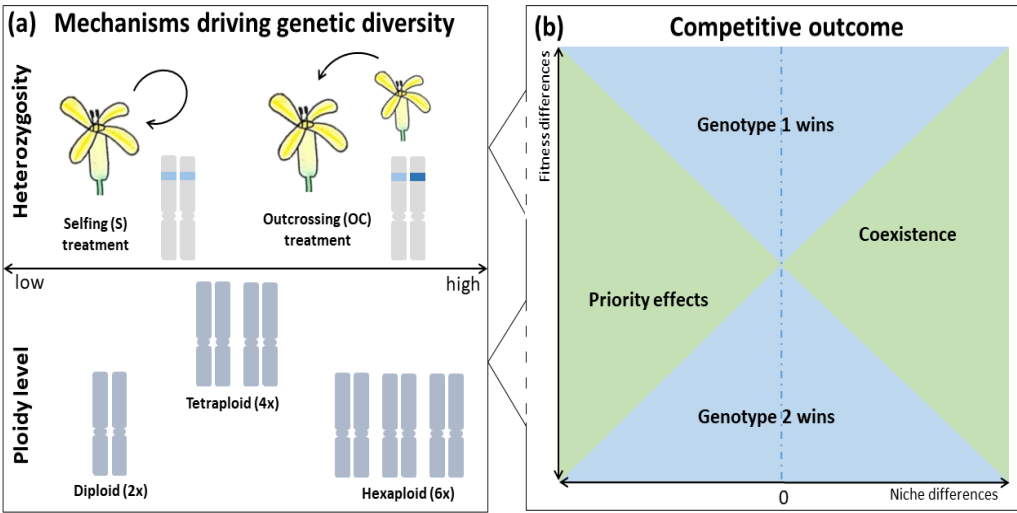 (a) Mechanisms driving genetic diversity
Heterozygosity
Selfing (S)
treatment
Outcrossing (OC)
treatment
low
high
Ploidy level
Tetraploid (4x)
Diploid (2x)
Hexaploid (6x)
(b) Competitive outcome
Fitness differences
Genotype 1 wins
Coexistence
Priority effects
Genotype 2 wins
0
Niche differences